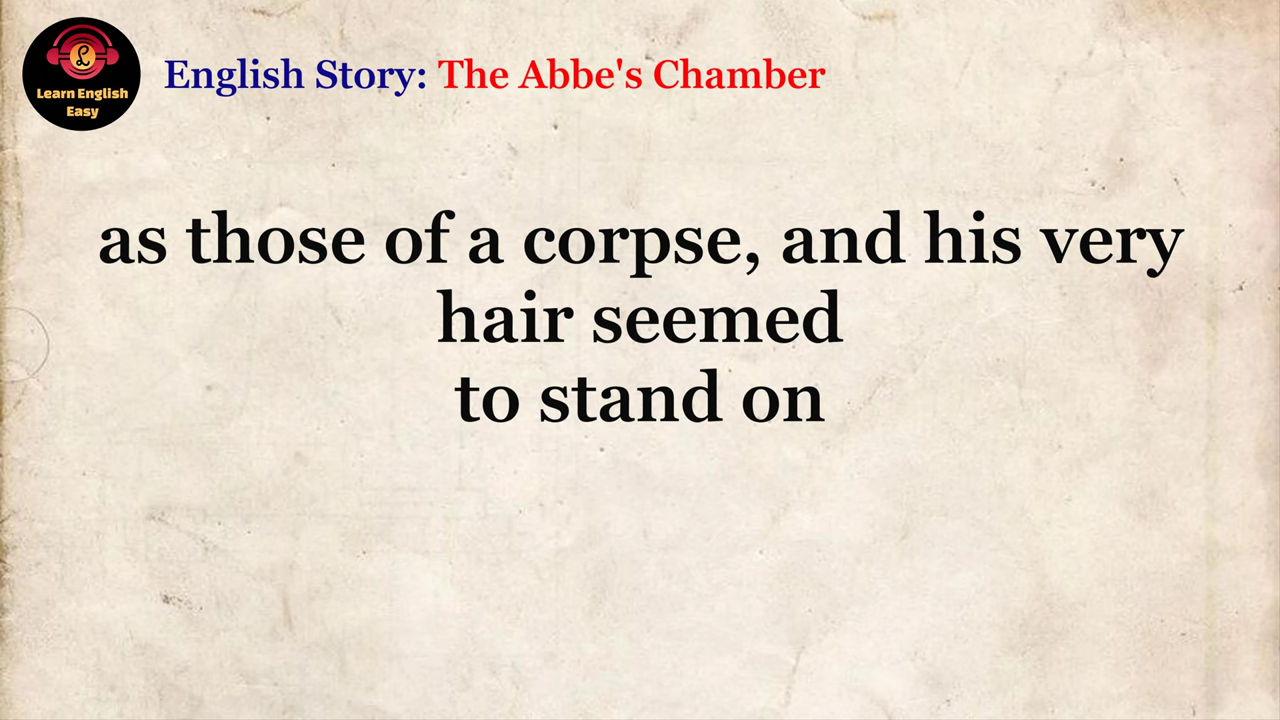 Learn English
Easy
English Story: The Abbe's Chamber
as those of a corpse, and his very
hair seemed
to stand on